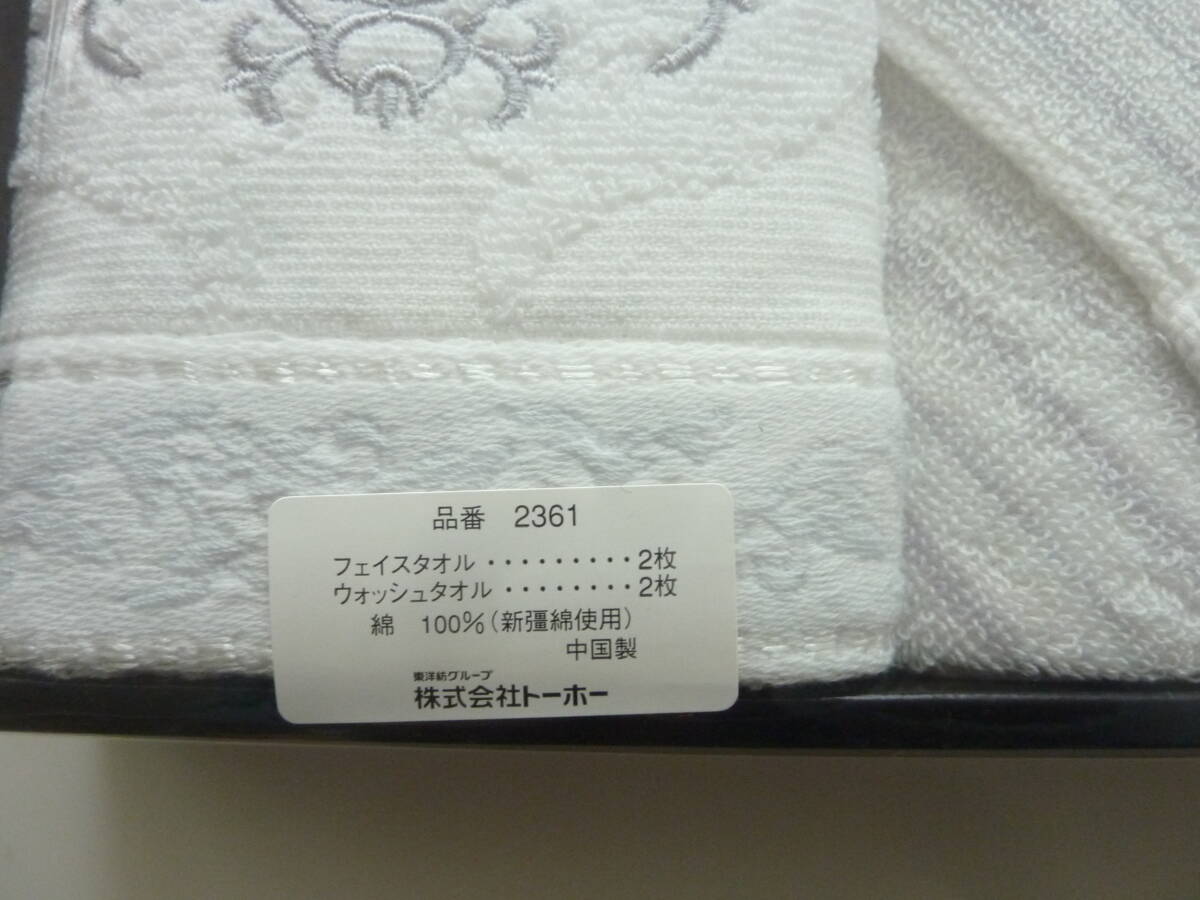 品番　2361
フェイスタオル・・・・・・・・・2枚
ウォッシュタオル・・・・・・・・2枚
綿　100%（新彊綿使用）
中国製
東洋紡グループ
株式会社トーホー